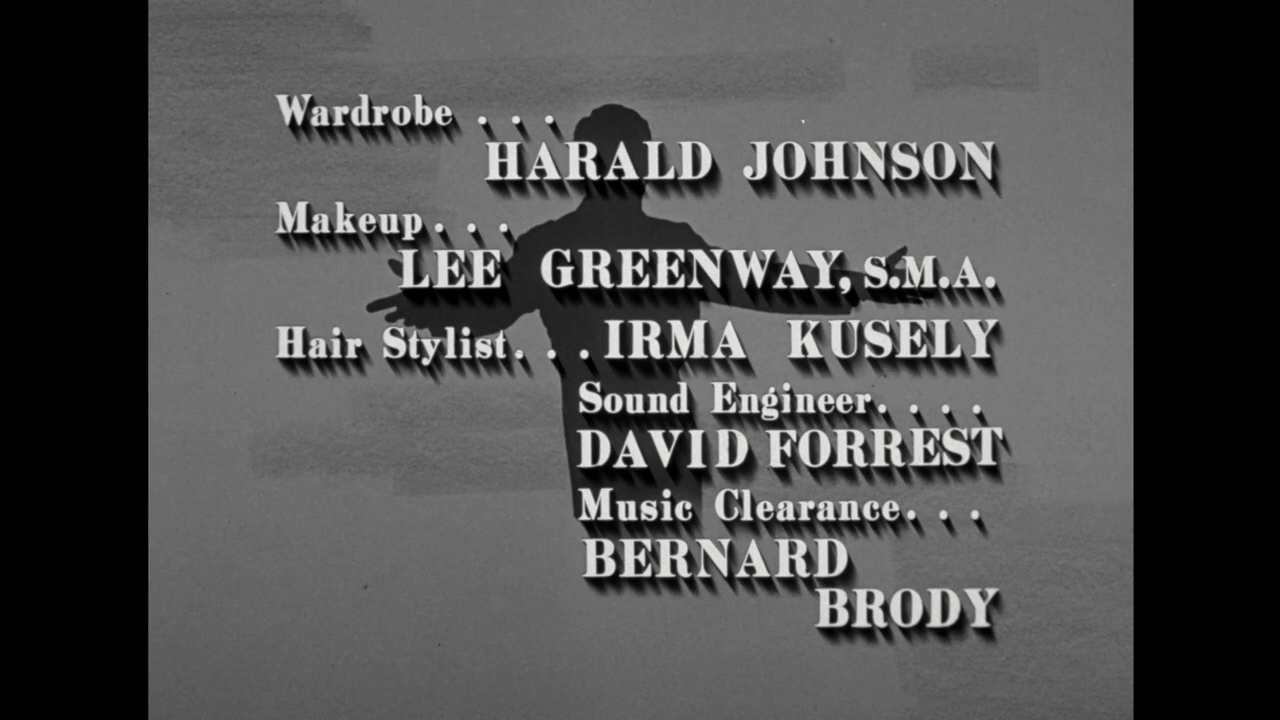 Wardrobe . . .
HARALD JOHNSON
Makeup . . .
LEE GREENWAY, S.M.A.
Hair Stylist. . . IRMA KUSELY
Sound Engineer. . . .
DAVID FORREST
Music Clearance. . .
BERNARD
BRODY